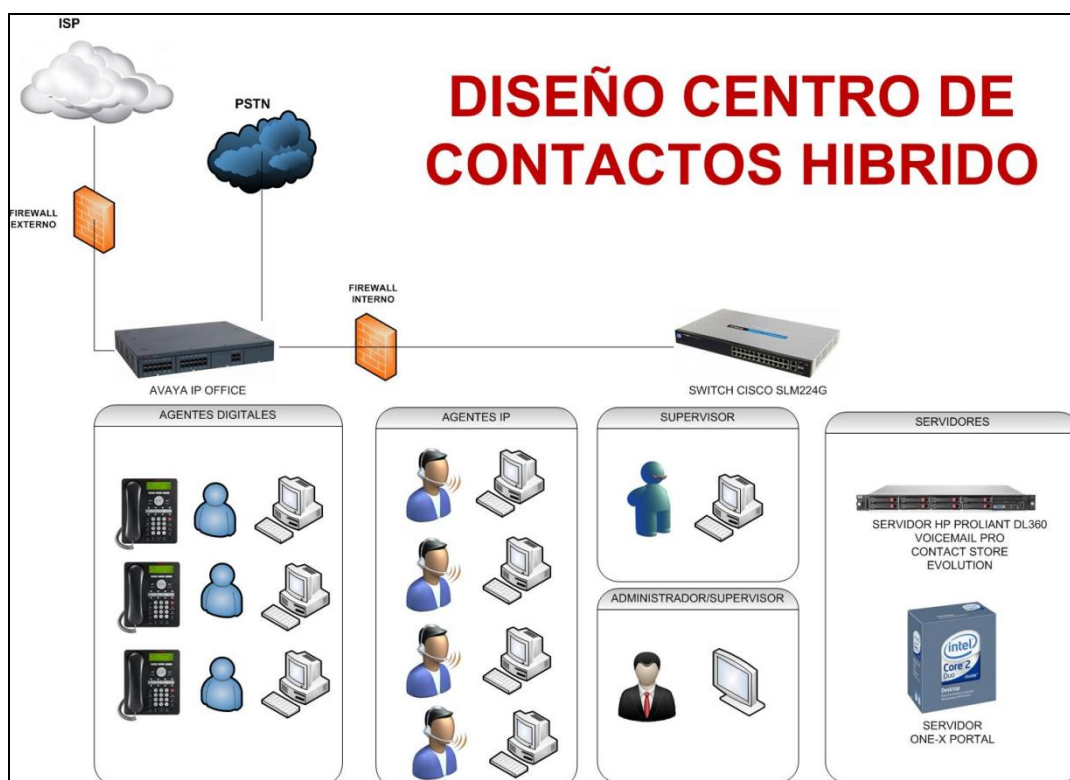 ISP
DISEÑO CENTRO DE
CONTACTOS HIBRIDO
PSTN
FIREWALL
EXTERNO
FIREWALL
INTERNO
AVAYA IP OFFICE
SWITCH CISCO SLM224G
AGENTES DIGITALES
AGENTES IP
SUPERVISOR
SERVIDORES
SERVIDOR HP PROLIANT DL360
VOICEMAIL PRO
CONTACT STORE
EVOLUTION
ADMINISTRADOR/SUPERVISOR
intel
Core 2
Duo
inside
Desktop
SERVIDOR
ONE-X PORTAL